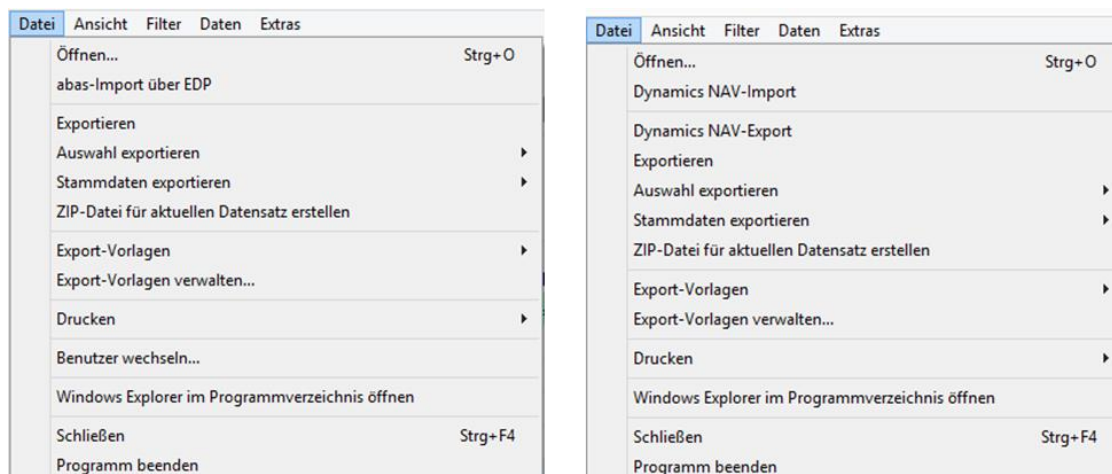 Datei Ansicht Filter Daten Extras
Öffnen... Strg+O
abas-Import über EDP
Exportieren
Auswahl exportieren
Stammdaten exportieren
ZIP-Datei für aktuellen Datensatz erstellen
Export-Vorlagen
Export-Vorlagen verwalten...
Drucken
Benutzer wechseln...
Windows Explorer im Programmverzeichnis öffnen
Schließen Strg+F4
Programm beenden
Datei Ansicht Filter Daten Extras
Öffnen... Strg+O
Dynamics NAV-Import
Dynamics NAV-Export
Exportieren
Auswahl exportieren
Stammdaten exportieren
ZIP-Datei für aktuellen Datensatz erstellen
Export-Vorlagen
Export-Vorlagen verwalten...
Drucken
Windows Explorer im Programmverzeichnis öffnen
Schließen Strg+F4
Programm beenden